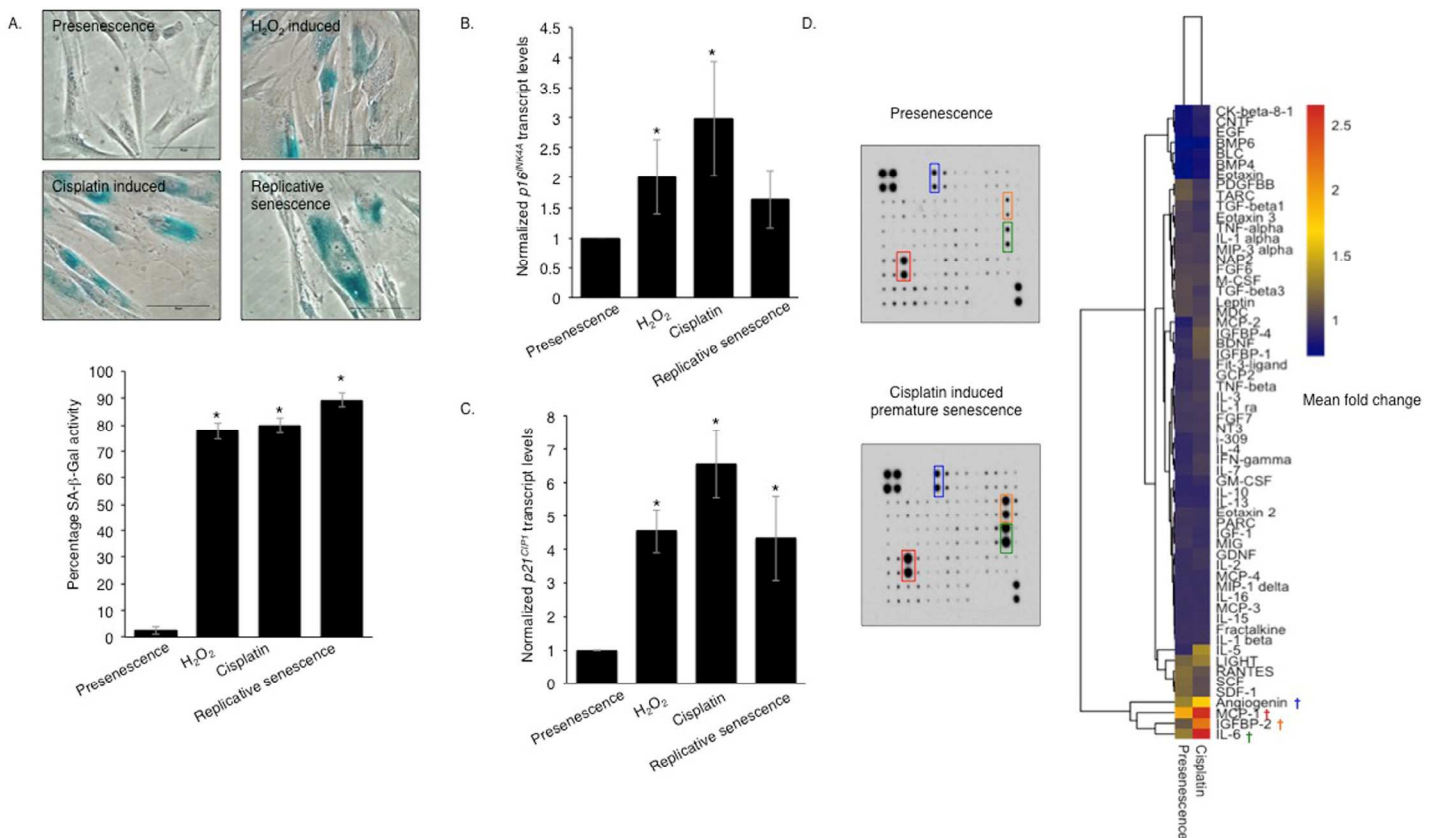 A.
Presenescence
H2O2 induced
Cisplatin induced
Replicative
senescence
Percentage SA-β-Gal activity
100
90
80
70
60
50
40
30
20
10
0
*
*
*
Presenescence
H2O2
Cisplatin
Replicative senescence
B.
Normalized p16INK4A transcript levels
4.5
4
3.5
3
2.5
2
1.5
1
0.5
0
*
*
Presenescence
H2O2
Cisplatin
Replicative senescence
C.
Normalized p21CIP1 transcript levels
8
7
6
5
4
3
2
1
0
*
*
*
Presenescence
H2O2
Cisplatin
Replicative senescence
D.
Presenescence
Cisplatin induced
premature senescence
CK-beta-8-1
CNTF
EGF
BMP6
BLC
BMP4
Eotaxin
PDGFBB
TARC
TGF-beta1
Eotaxin 3
TNF-alpha
IL-1 alpha
MIP-3 alpha
NAP2
FGF6
M-CSF
TGF-beta3
Leptin
MDC
MCP-2
IGFBP-4
BDNF
IGFBP-1
Fit-3-ligand
GCP2
TNF-beta
IL-3
IL-1 ra
FGF7
NT3
i-309
IL-4
IFN-gamma
IL-7
GM-CSF
IL-10
IL-13
Eotaxin 2
PARC
IGF-1
MIG
GDNF
IL-2
MCP-4
MIP-1 delta
IL-16
MCP-3
IL-15
Fractalkine
IL-1 beta
IL-5
LIGHT
RANTES
SCF
SDF-1
Angiogenin †
MCP-1 †
IGFBP-2 †
IL-6 †
Presenescence
Cisplatin
2.5
2
1.5
1
Mean fold change